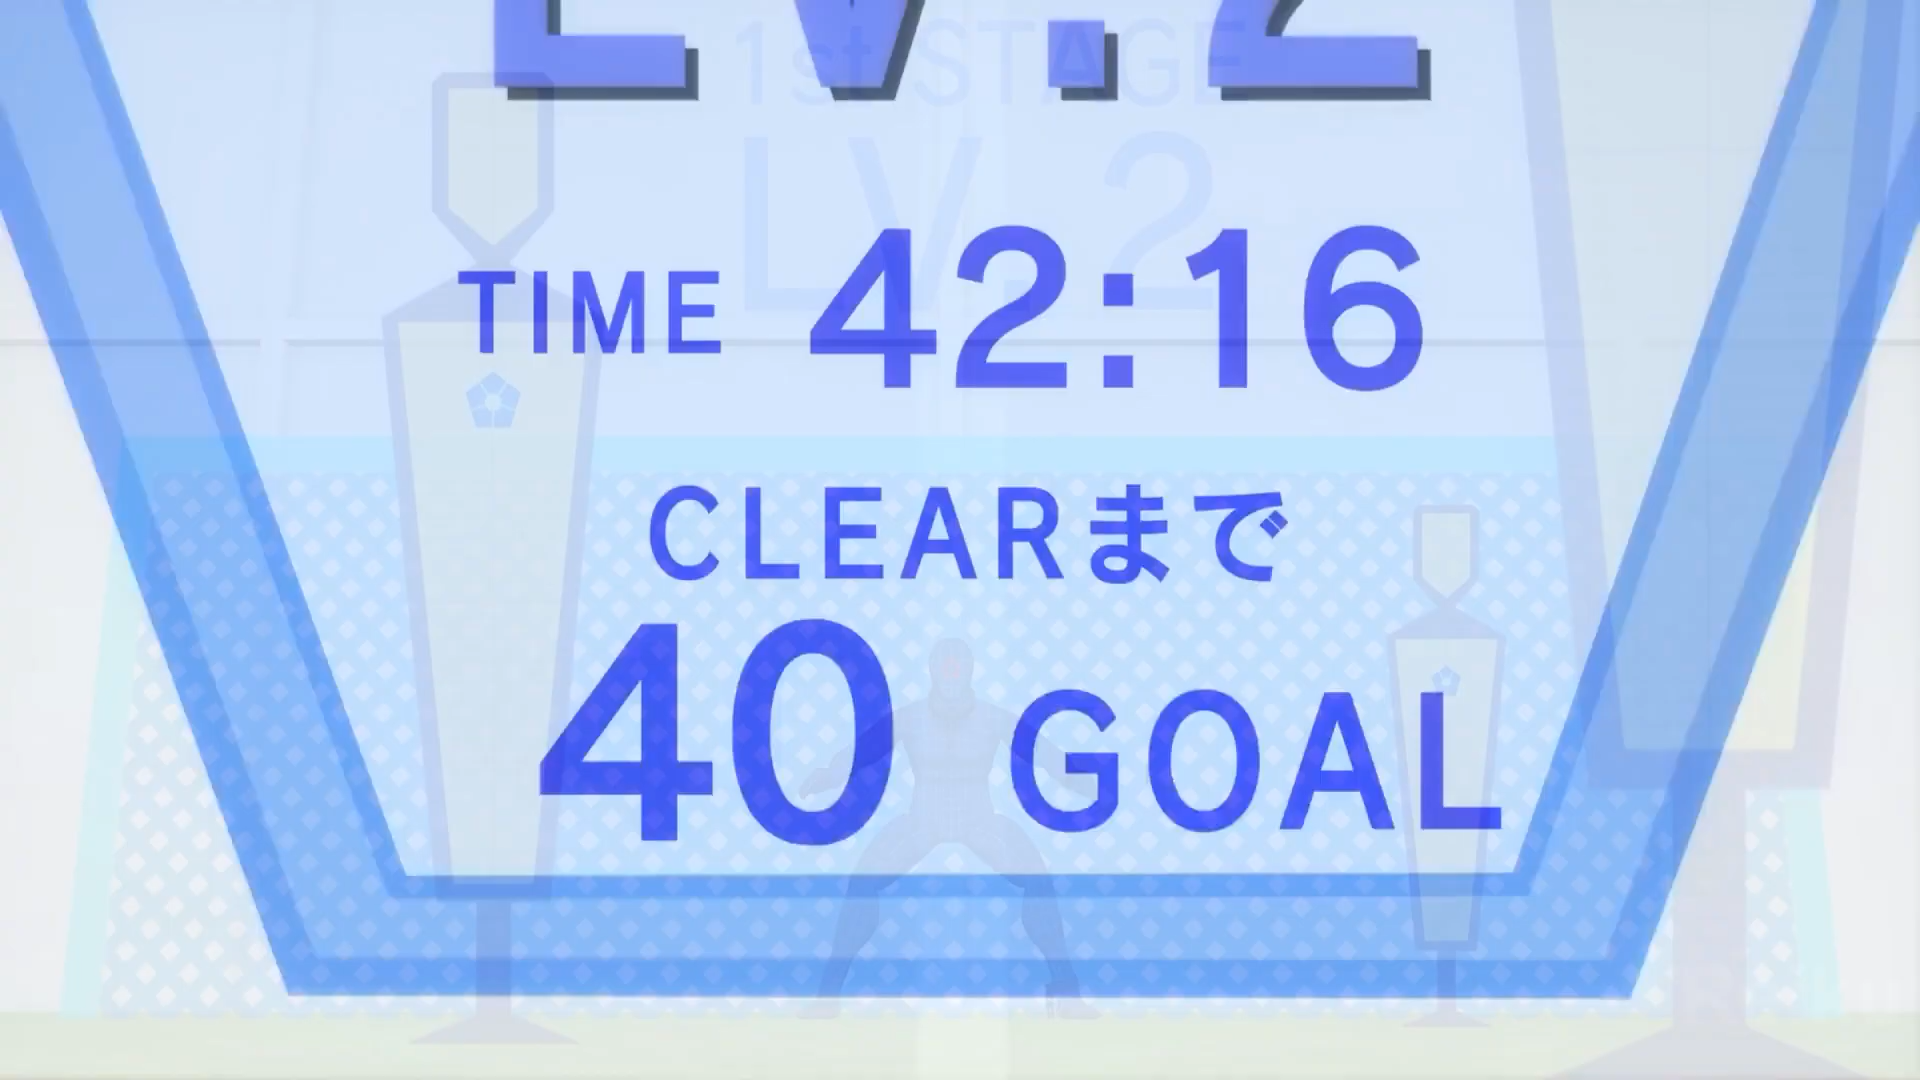 LV.2
1st STAGE
LV.2
TIME 42:16
CLEARまで
40 GOAL